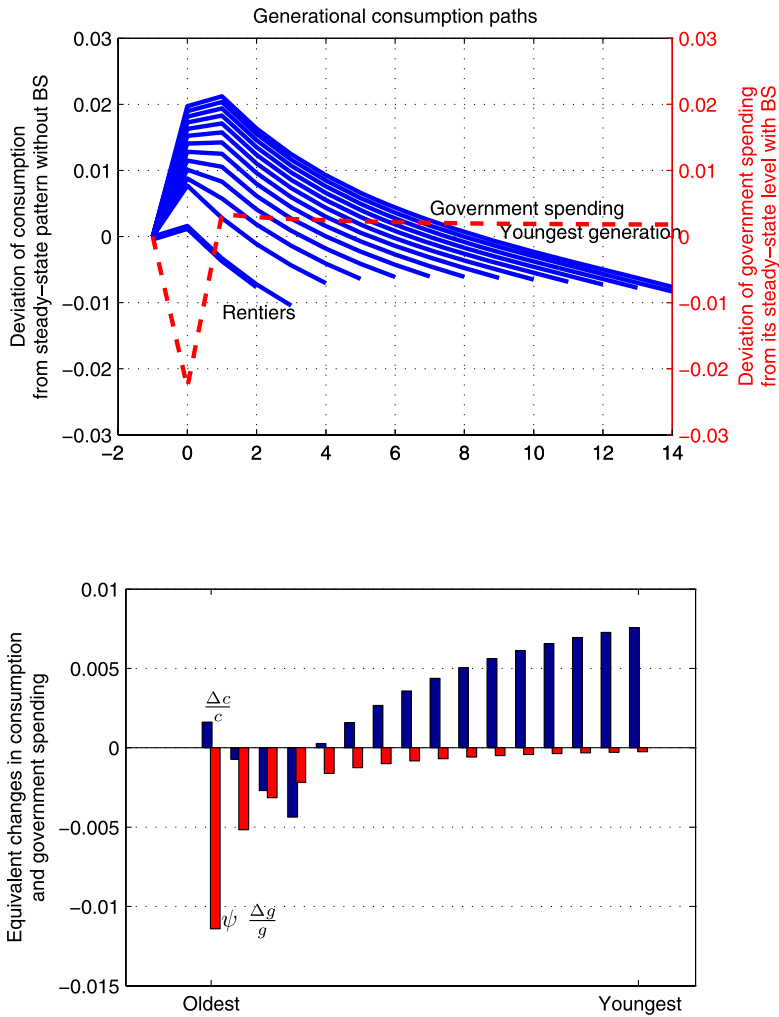 Generational consumption paths
Deviation of consumption
from steady−state pattern without BS
0.03
0.02
0.01
0
−0.01
−0.02
−0.03
−2
0
2
4
6
8
10
12
14
Government spending
Youngest generation
Rentiers
0.03
0.02
0.01
0
−0.01
−0.02
−0.03
Deviation of government spending
from its steady−state level with BS
Equivalent changes in consumption
and government spending
0.01
0.005
0
−0.005
−0.01
−0.015
Δc
c
ψ Δg
g
Oldest
Youngest